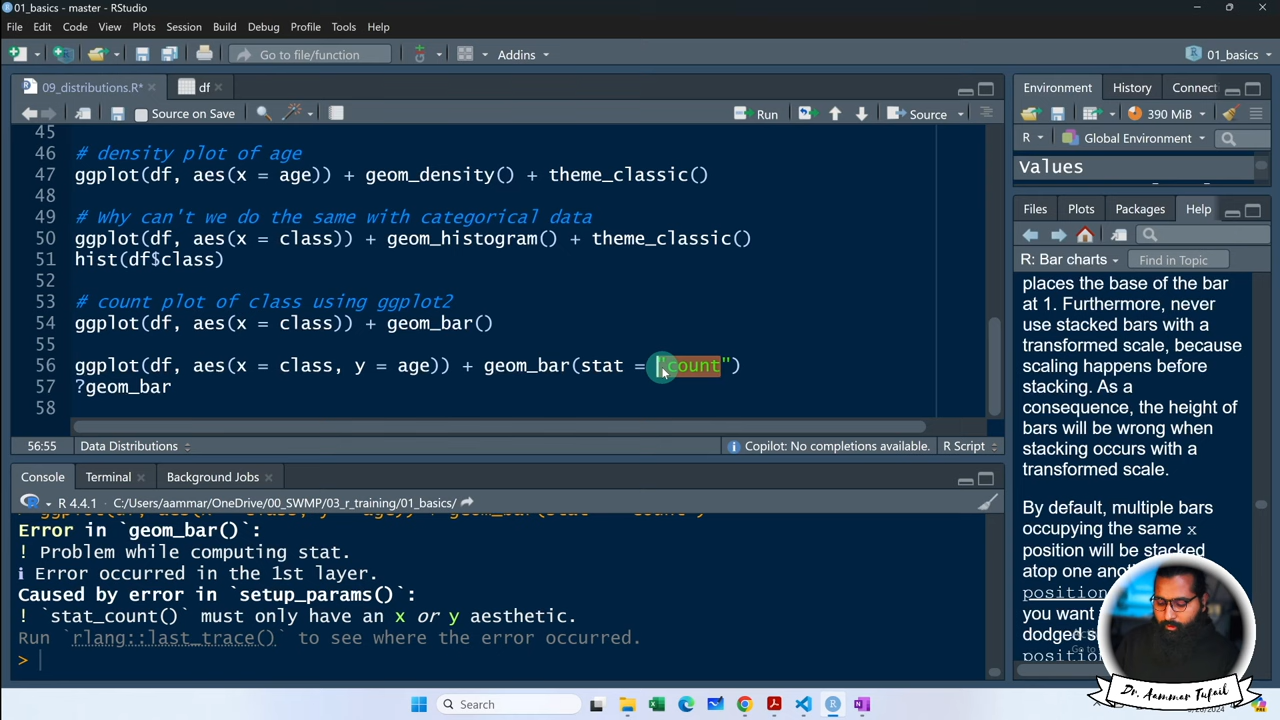 01_basics - master - RStudio
File Edit Code View Plots Session Build Debug Profile Tools Help
Go to file/function Addins 01_basics
09_distributions.R* df
Source on Save Run Source
45
46 # density plot of age
47 ggplot(df, aes(x = age)) + geom_density() + theme_classic()
48
49 # Why can't we do the same with categorical data
50 ggplot(df, aes(x = class)) + geom_histogram() + theme_classic()
51 hist(df$class)
52
53 # count plot of class using ggplot2
54 ggplot(df, aes(x = class)) + geom_bar()
56 ggplot(df, aes(x = class, y = age)) + geom_bar(stat = "count")
57 ?geom_bar
58
56:55 Data Distributions Copilot: No completions available. R Script
Console Terminal Background Jobs
R 4.4.1 · C:/Users/aammar/OneDrive/00_SWMP/03_r_training/01_basics/
Error in `geom_bar()`:
! Problem while computing stat.
ℹ Error occurred in the 1st layer.
Caused by error in `setup_params()`:
! `stat_count()` must only have an x or y aesthetic.
Run `rlang::last_trace()` to see where the error occurred.
>
Environment History Connect
390 MiB
R Global Environment
Values
Files Plots Packages Help
R: Bar charts Find in Topic
places the base of the bar
at 1. Furthermore, never
use stacked bars with a
transformed scale, because
scaling happens before
stacking. As a
consequence, the height of
bars will be wrong when
stacking occurs with a
transformed scale.
By default, multiple bars
occupying the same x
position will be stacked
atop one
position
you want
dodge
position
Dr. Aammar Tufail
Search